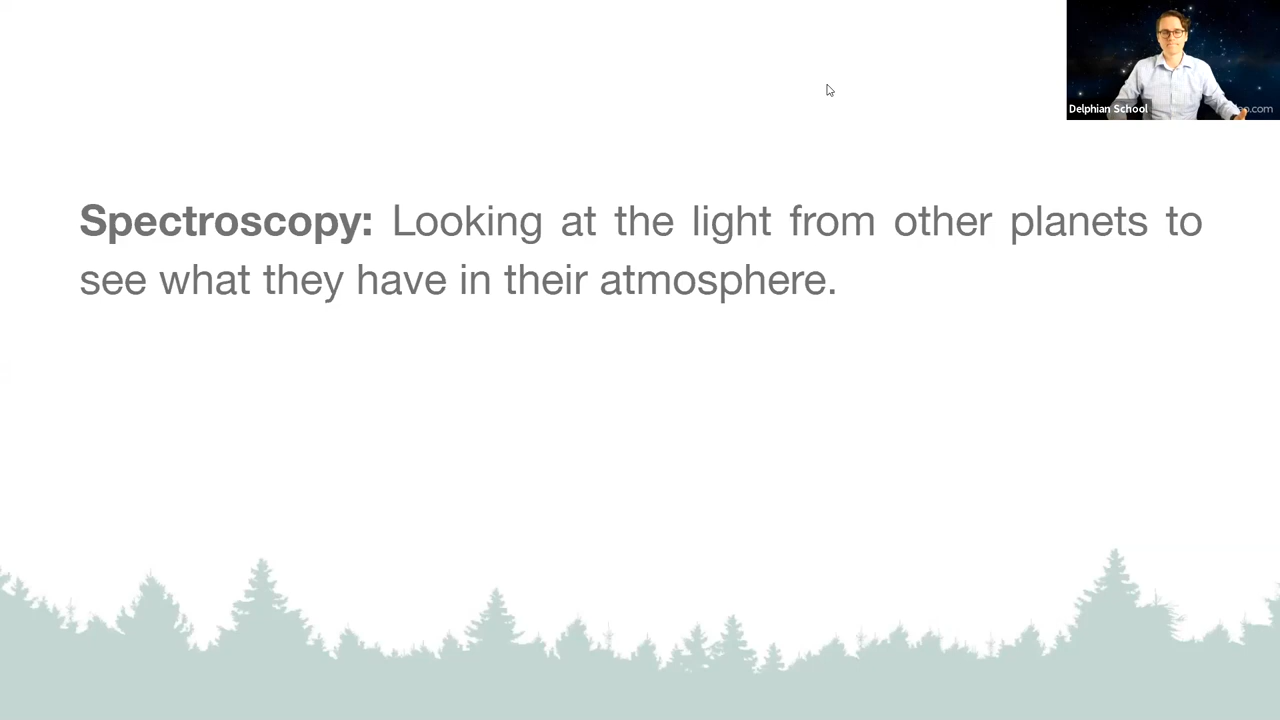 Delphian School
Spectroscopy: Looking at the light from other planets to
see what they have in their atmosphere.